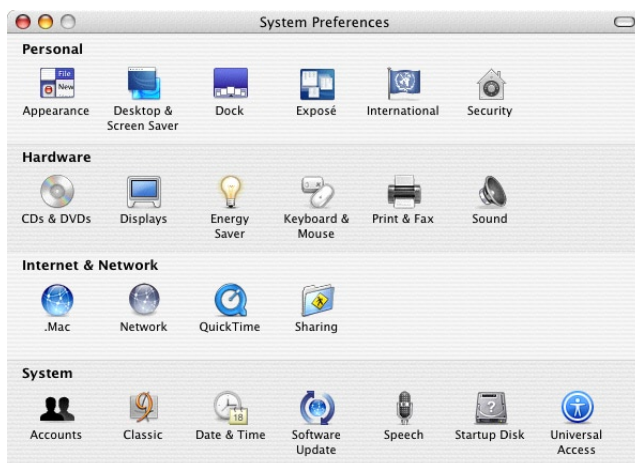 System Preferences
Personal
File
New
Appearance
Desktop &
Screen Saver
Dock
Exposé
International
Security
Hardware
CDs & DVDs
Displays
Energy
Saver
Keyboard &
Mouse
Print & Fax
Sound
Internet & Network
.Mac
Network
QuickTime
Sharing
System
18
?
Accounts
Classic
Date & Time
Software
Update
Speech
Startup Disk
Universal
Access